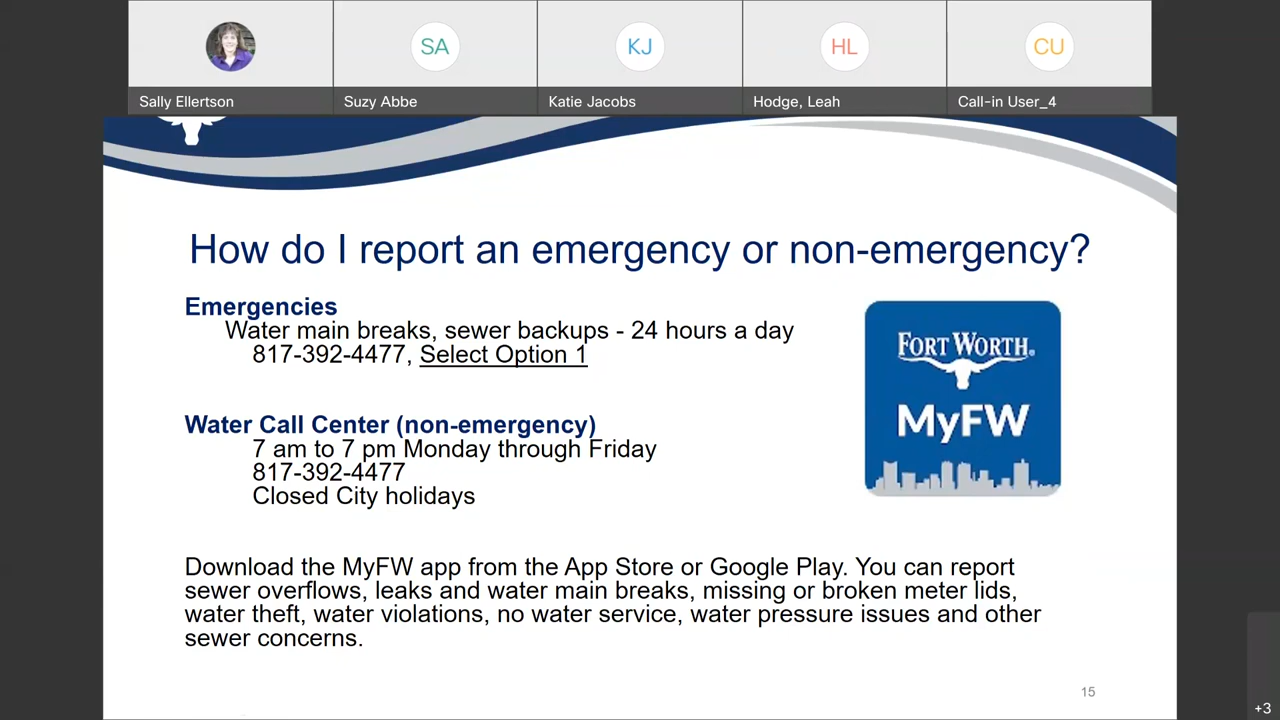 SA
KJ
HL
CU
Sally Ellertson
Suzy Abbe
Katie Jacobs
Hodge, Leah
Call-in User_4
How do I report an emergency or non-emergency?
Emergencies
Water main breaks, sewer backups - 24 hours a day
817-392-4477, Select Option 1
Water Call Center (non-emergency)
7 am to 7 pm Monday through Friday
817-392-4477
Closed City holidays
FORT WORTH®
MyFW
Download the MyFW app from the App Store or Google Play. You can report
sewer overflows, leaks and water main breaks, missing or broken meter lids,
water theft, water violations, no water service, water pressure issues and other
sewer concerns.
15
+3